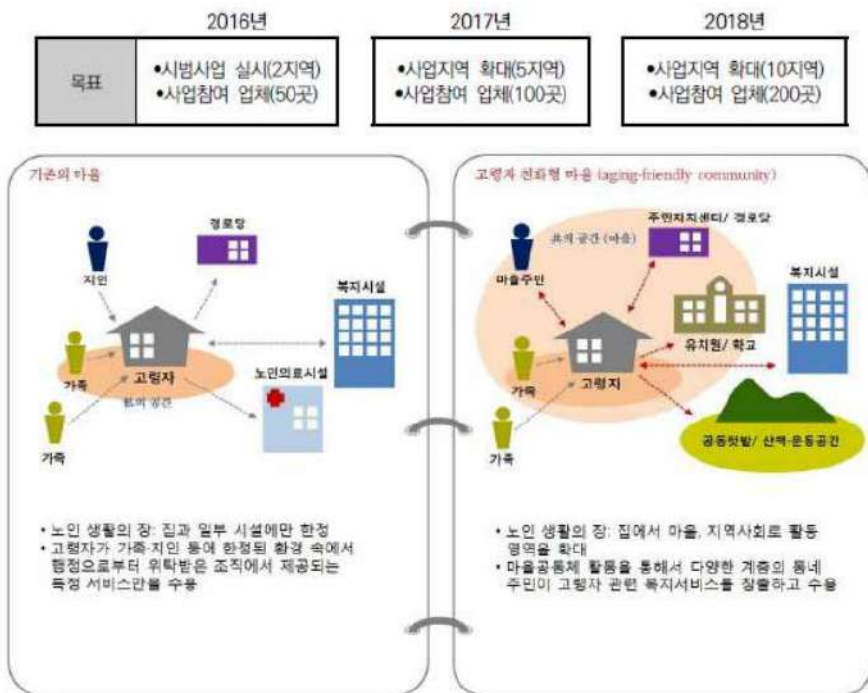 2016년 2017년 2018년
목표
•시범사업 실시(2지역)
•사업참여 업체(50곳)
•사업지역 확대(5지역)
•사업참여 업체(100곳)
•사업지역 확대(10지역)
•사업참여 업체(200곳)
기존의 마을
지인
경로당
복지시설
가족
고령자
私의 공간
노인의료시설
가족
• 노인 생활의 장: 집과 일부 시설에만 한정
• 고령자가 가족·지인 등에 한정된 환경 속에서
행정으로부터 위탁받은 조직에서 제공되는
특정 서비스만을 수용
고령자 친화형 마을 (aging-friendly community)
주민자치센터/ 경로당
共의 공간 (마을)
마을주민
복지시설
유치원/ 학교
가족
고령자
공동텃밭/ 산책·운동공간
가족
• 노인 생활의 장: 집에서 마을, 지역사회로 활동
영역을 확대
• 마을공동체 활동을 통해서 다양한 계층의 동네
주민이 고령자 관련 복지서비스를 창출하고 수용